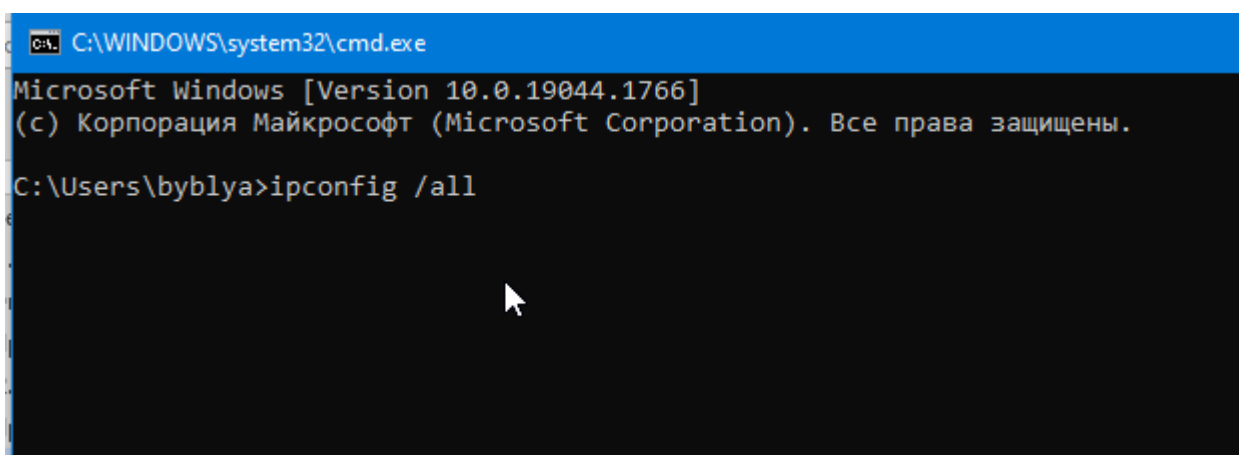 C:\WINDOWS\system32\cmd.exe
Microsoft Windows [Version 10.0.19044.1766]
(c) Корпорация Майкрософт (Microsoft Corporation). Все права защищены.
C:\Users\byblya>ipconfig /all